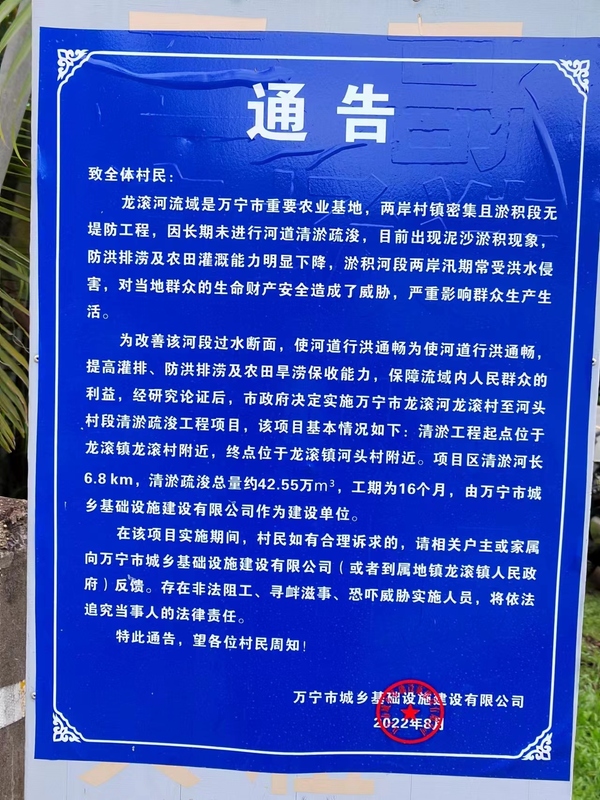 通告
致全体村民：
龙滚河流域是万宁市重要农业基地，两岸村镇密集且淤积段无
堤防工程，因长期未进行河道清淤疏浚，目前出现泥沙淤积现象，
防洪排涝及农田灌溉能力明显下降，淤积河段两岸汛期常受洪水侵
害，对当地群众的生命财产安全造成了威胁，严重影响群众生产生
活。
为改善该河段过水断面，使河道行洪通畅为使河道行洪通畅，
提高灌排、防洪排涝及农田旱涝保收能力，保障流域内人民群众的
利益，经研究论证后，市政府决定实施万宁市龙滚河龙滚村至河头
村段清淤疏浚工程项目，该项目基本情况如下：清淤工程起点位于
龙滚镇龙滚村附近，终点位于龙滚镇河头村附近。项目区清淤河长
6.8 km，清淤疏浚总量约42.55万m³，工期为16个月，由万宁市城
乡基础设施建设有限公司作为建设单位。
在该项目实施期间，村民如有合理诉求的，请相关户主或家属
向万宁市城乡基础设施建设有限公司（或者到属地镇龙滚镇人民政
府）反馈。存在非法阻工、寻衅滋事、恐吓威胁实施人员，将依法
追究当事人的法律责任。
特此通告，望各位村民周知！
万宁市城乡基础设施建设有限公司
2022年8月